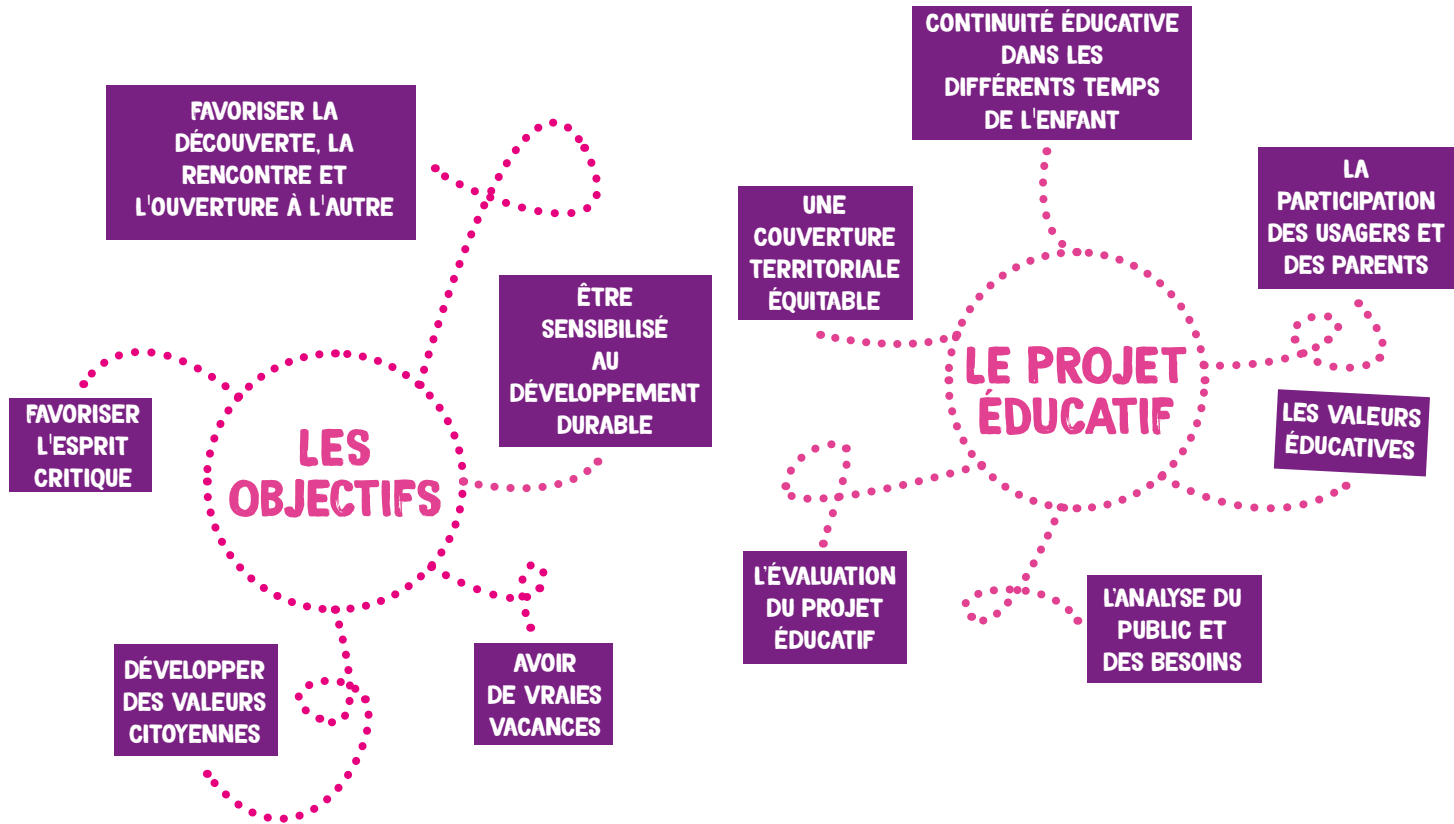 FAVORISER LA
DÉCOUVERTE, LA
RENCONTRE ET
L'OUVERTURE À L'AUTRE
ÊTRE
SENSIBILISÉ
AU
DÉVELOPPEMENT
DURABLE
FAVORISER
L'ESPRIT
CRITIQUE
LES
OBJECTIFS
DÉVELOPPER
DES VALEURS
CITOYENNES
AVOIR
DE VRAIES
VACANCES
CONTINUITÉ ÉDUCATIVE
DANS LES
DIFFÉRENTS TEMPS
DE L'ENFANT
UNE
COUVERTURE
TERRITORIALE
ÉQUITABLE
LA
PARTICIPATION
DES USAGERS ET
DES PARENTS
LE PROJET
ÉDUCATIF
LES VALEURS
ÉDUCATIVES
L'ÉVALUATION
DU PROJET
ÉDUCATIF
L'ANALYSE DU
PUBLIC ET
DES BESOINS